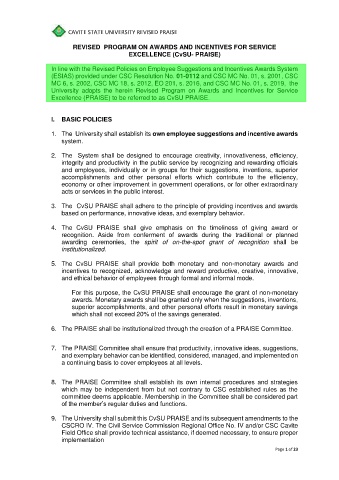 CAVITE STATE UNIVERSITY REVISED PRAISE
REVISED PROGRAM ON AWARDS AND INCENTIVES FOR SERVICE
EXCELLENCE (CvSU- PRAISE)
In line with the Revised Policies on Employee Suggestions and Incentives Awards System
(ESIAS) provided under CSC Resolution No. 01-0112 and CSC MC No. 01, s. 2001, CSC
MC 6, s. 2002, CSC MC 18, s. 2012, EO 201, s. 2016, and CSC MC No. 01, s. 2019, the
University adapts the herein Revised Program on Awards and Incentives for Service
Excellence (PRAISE) to be referred to as CvSU PRAISE.
I. BASIC POLICIES
1. The University shall establish its own employee suggestions and incentive awards
system.
2. The System shall be designed to encourage creativity, innovativeness, efficiency,
integrity and productivity in the public service by recognizing and rewarding officials
and employees, individually or in groups for their suggestions, inventions, superior
accomplishments and other personal efforts which contribute to the efficiency,
economy or other improvement in government operations, or for other extraordinary
acts or services in the public interest.
3. The CvSU PRAISE shall adhere to the principle of providing incentives and awards
based on performance, innovative ideas, and exemplary behavior.
4. The CvSU PRAISE shall give emphasis on the timeliness of giving award or
recognition. Aside from conferment of awards during the traditional or planned
awarding ceremonies, the spirit of on-the-spot grant of recognition shall be
institutionalized.
5. The CvSU PRAISE shall provide both monetary and non-monetary awards and
incentives to recognized, acknowledge and reward productive, creative, innovative,
and ethical behavior of employees through formal and informal mode.
For this purpose, the CvSU PRAISE shall encourage the grant of non-monetary
awards. Monetary awards shall be granted only when the suggestions, inventions,
superior accomplishments, and other personal efforts result in monetary savings
which shall not exceed 20% of the savings generated.
6. The PRAISE shall be institutionalized through the creation of a PRAISE Committee.
7. The PRAISE Committee shall ensure that productivity, innovative ideas, suggestions,
and exemplary behavior can be identified, considered, managed, and implemented on
a continuing basis to cover employees at all levels.
8. The PRAISE Committee shall establish its own internal procedures and strategies
which may be independent from but not contrary to CSC established rules as the
committee deems applicable. Membership in the Committee shall be considered part
of the member's regular duties and functions.
9. The University shall submit this CvSU PRAISE and its subsequent amendments to the
CSCRO IV. The Civil Service Commission Regional Office No. IV and/or CSC Cavite
Field Office shall provide technical assistance, if deemed necessary, to ensure proper
implementation
Page 1 of 23